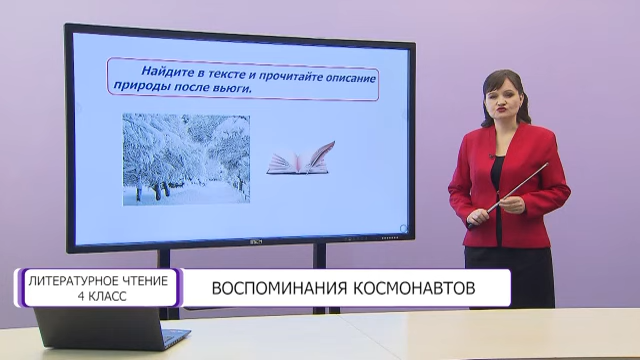 Найдите в тексте и прочитайте описание
природы после вьюги.
ЛИТЕРАТУРНОЕ ЧТЕНИЕ
4 КЛАСС
ВОСПОМИНАНИЯ КОСМОНАВТОВ